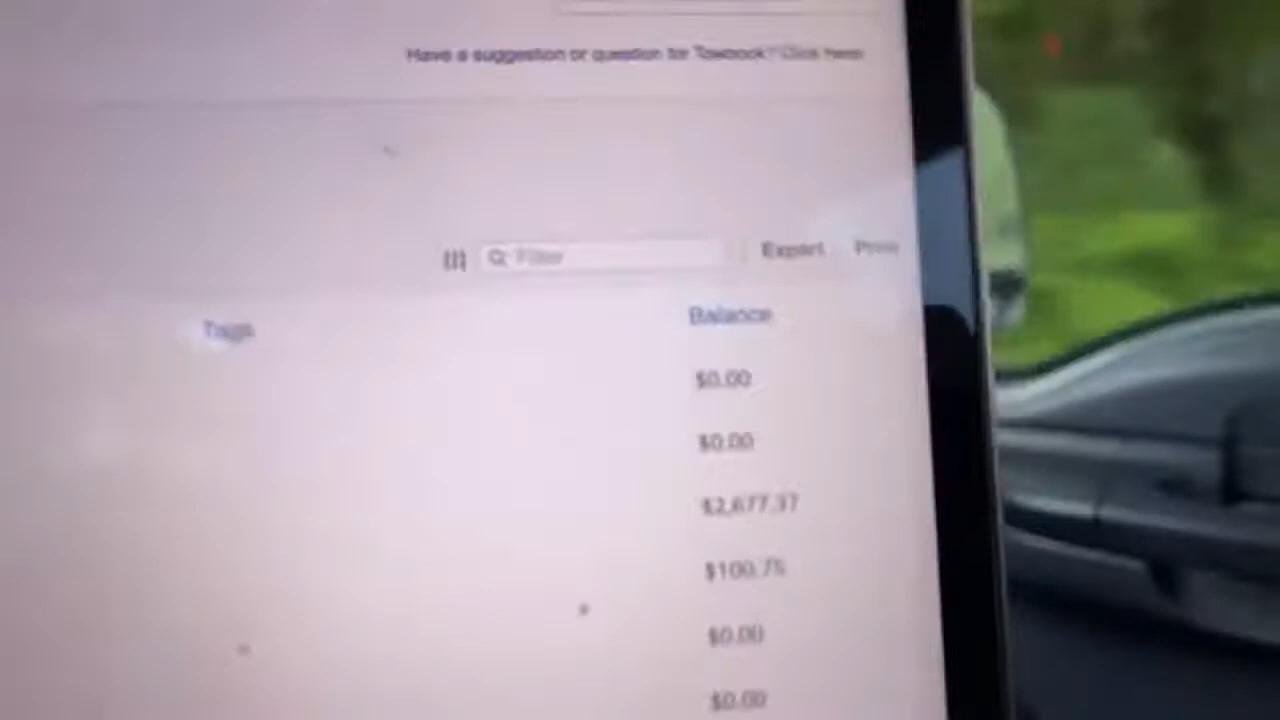 Have a suggestion or question for Towbook? Click here
Filter
Export Print
Tags
Balance
$0.00
$0.00
$2,677.37
$100.75
$0.00
$0.00